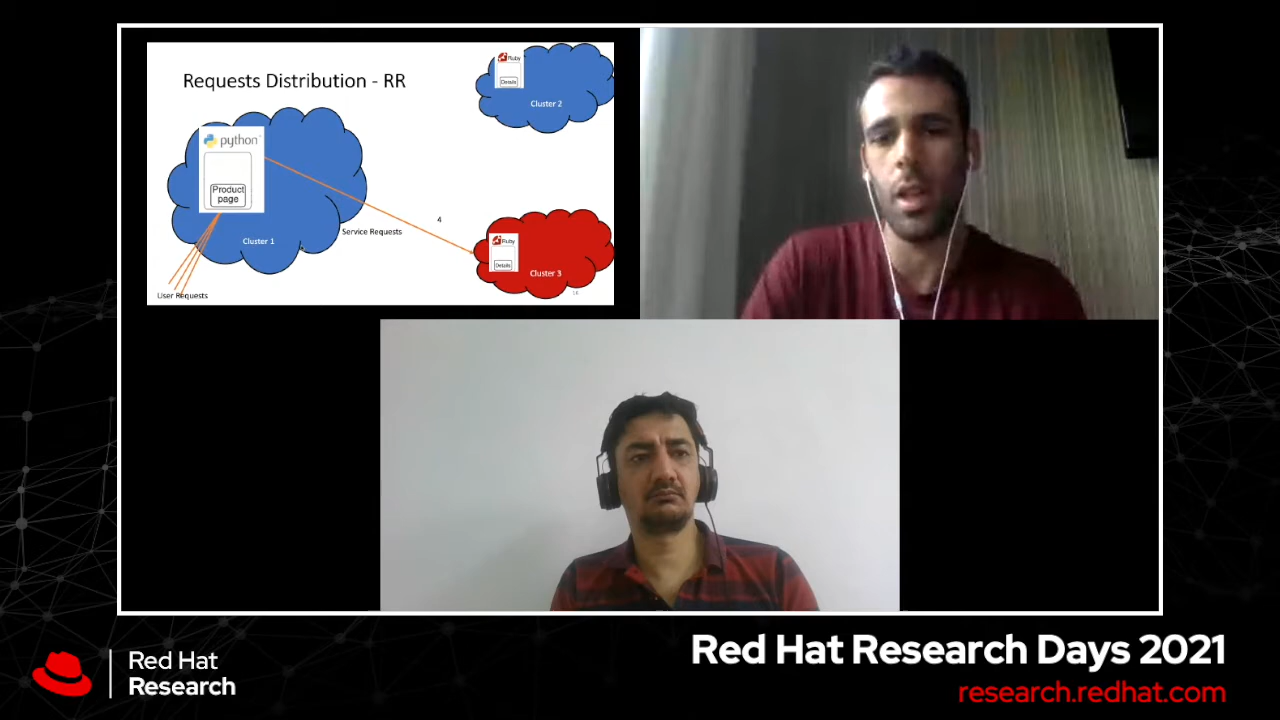 Requests Distribution - RR
python
Product
page
Cluster 1
User Requests
Service Requests
4
Ruby
Details
Cluster 2
Ruby
Details
Cluster 3
Red Hat
Research
Red Hat Research Days 2021
research.redhat.com